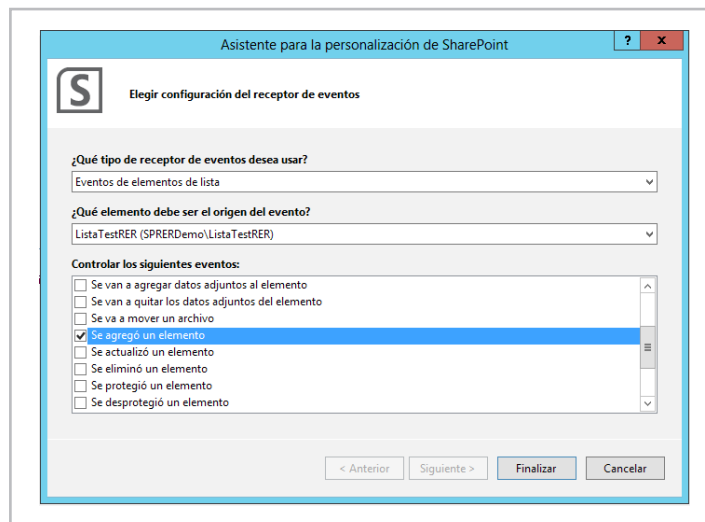 Asistente para la personalización de SharePoint
? x
S
Elegir configuración del receptor de eventos
¿Qué tipo de receptor de eventos desea usar?
Eventos de elementos de lista
¿Qué elemento debe ser el origen del evento?
ListaTestRER (SPRERDemo\ListaTestRER)
Controlar los siguientes eventos:
Se van a agregar datos adjuntos al elemento
Se van a quitar los datos adjuntos del elemento
Se va a mover un archivo
Se agregó un elemento
Se actualizó un elemento
Se eliminó un elemento
Se protegió un elemento
Se desprotegió un elemento
< Anterior Siguiente > Finalizar Cancelar